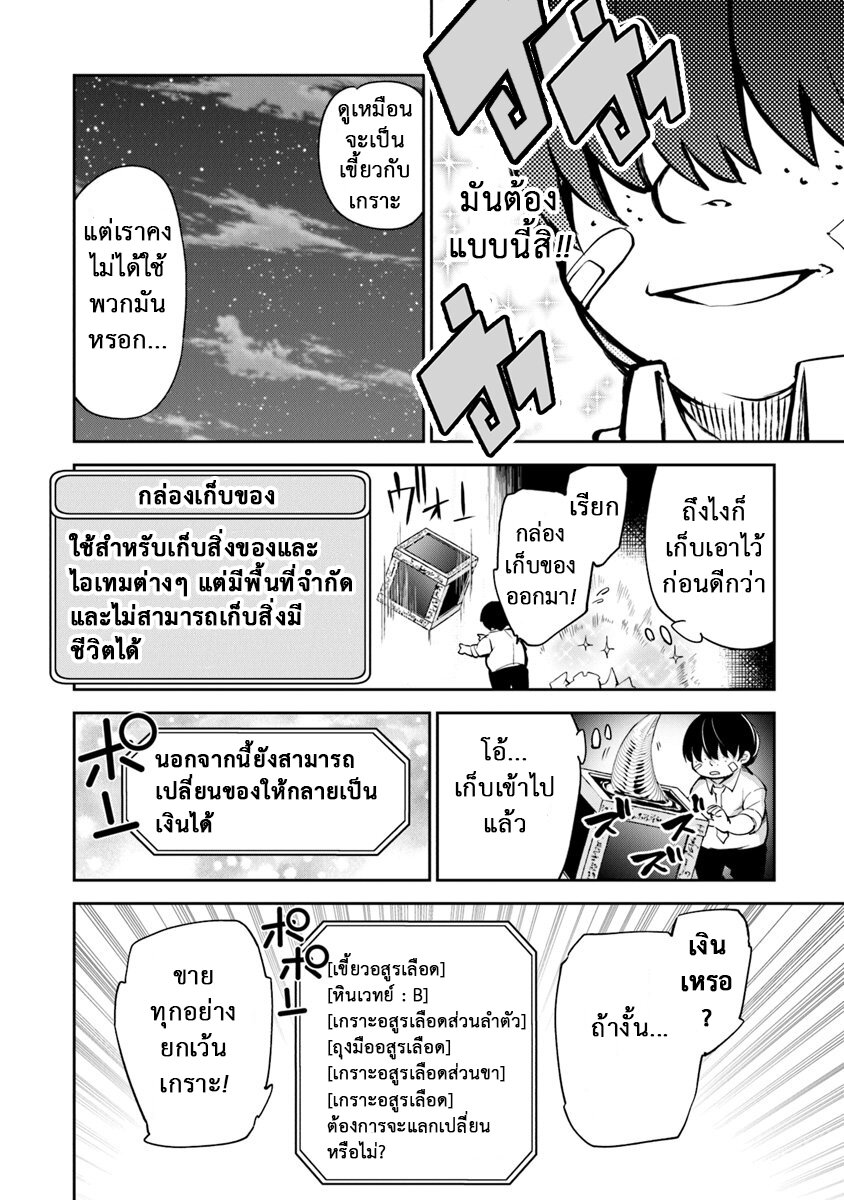 ヴヴ
มันต้อง
แบบนี้สิ!!
ヴヴ
ดูเหมือน
จะเป็น
เขี้ยวกับ
เกราะ
แต่เราคง
ไม่ได้ใช้
พวกมัน
หรอก...
ถึงไงก็
เก็บเอาไว้
ก่อนดีกว่า
เรียก
กล่อง
เก็บของ
ออกมา!
ヴォー!
กล่องเก็บของ
ใช้สำหรับเก็บสิ่งของและ
ไอเทมต่างๆ แต่มีพื้นที่จำกัด
และไม่สามารถเก็บสิ่งมี
ชีวิตได้
โอ้...
เก็บเข้าไป
แล้ว
ズズズ
ポーン
นอกจากนี้ยังสามารถ
เปลี่ยนของให้กลายเป็น
เงินได้
เงิน
เหรอ
?
ถ้างั้น...
ポポーン
[เขี้ยวอสูรเลือด]
[หินเวทย์ : B]
[เกราะอสูรเลือดส่วนลำตัว]
[ถุงมืออสูรเลือด]
[เกราะอสูรเลือดส่วนขา]
[เกราะอสูรเลือด]
ต้องการจะแลกเปลี่ยน
หรือไม่?
ขาย
ทุกอย่าง
ยกเว้น
เกราะ!